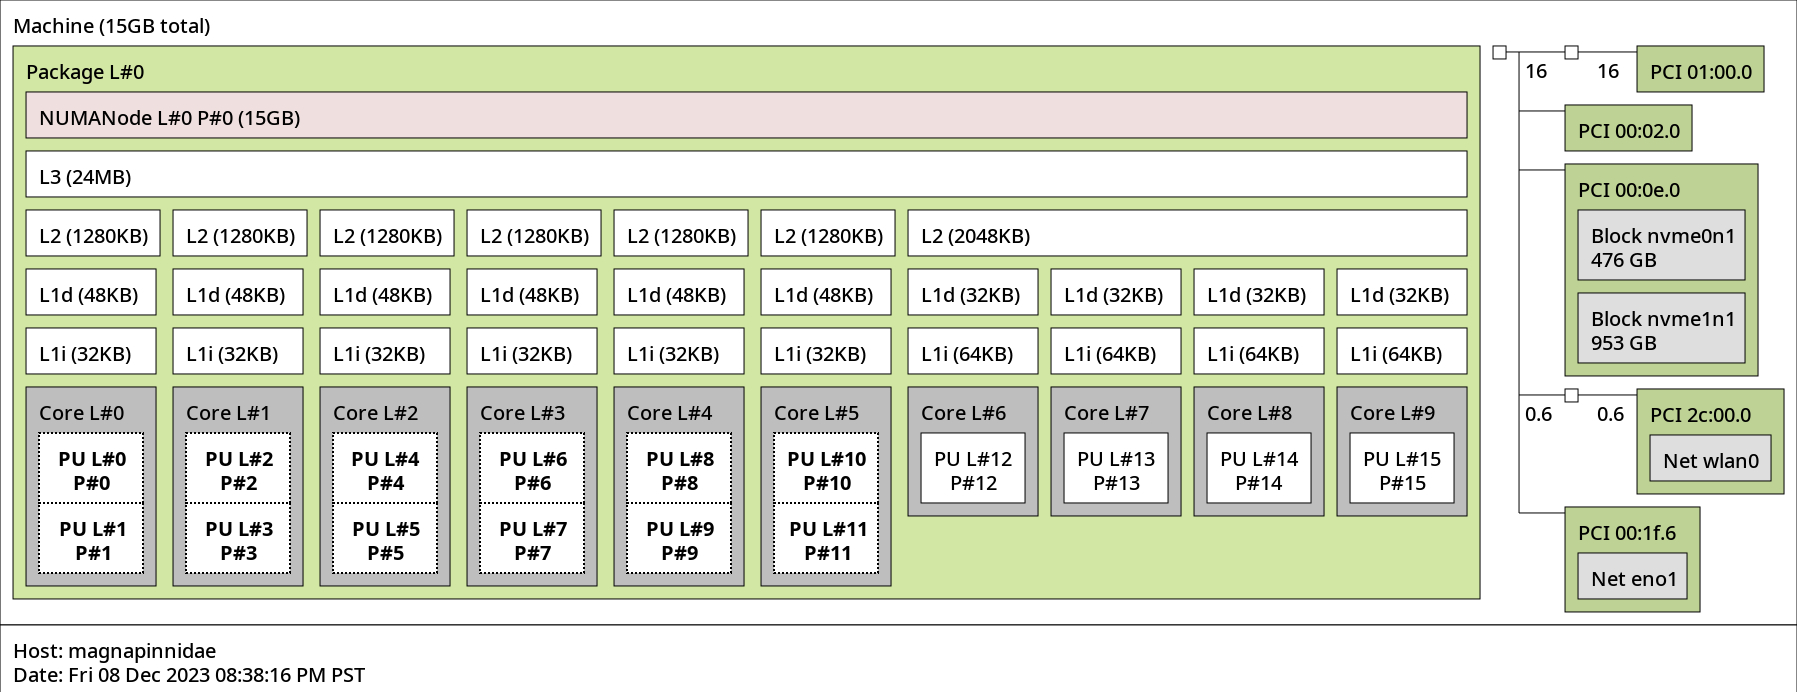 Machine (15GB total)
Package L#0
NUMANode L#0 P#0 (15GB)
L3 (24MB)
L2 (1280KB) L2 (1280KB) L2 (1280KB) L2 (1280KB) L2 (1280KB) L2 (1280KB) L2 (2048KB)
L1d (48KB) L1d (48KB) L1d (48KB) L1d (48KB) L1d (48KB) L1d (48KB) L1d (32KB) L1d (32KB) L1d (32KB) L1d (32KB)
L1i (32KB) L1i (32KB) L1i (32KB) L1i (32KB) L1i (32KB) L1i (32KB) L1i (64KB) L1i (64KB) L1i (64KB) L1i (64KB)
Core L#0 Core L#1 Core L#2 Core L#3 Core L#4 Core L#5 Core L#6 Core L#7 Core L#8 Core L#9
PU L#0 PU L#2 PU L#4 PU L#6 PU L#8 PU L#10 PU L#12 PU L#13 PU L#14 PU L#15
P#0 P#2 P#4 P#6 P#8 P#10 P#12 P#13 P#14 P#15
PU L#1 PU L#3 PU L#5 PU L#7 PU L#9 PU L#11
P#1 P#3 P#5 P#7 P#9 P#11
16 16 PCI 01:00.0
PCI 00:02.0
PCI 00:0e.0
Block nvme0n1
476 GB
Block nvme1n1
953 GB
0.6 0.6 PCI 2c:00.0
Net wlan0
PCI 00:1f.6
Net eno1
Host: magnapinnidae
Date: Fri 08 Dec 2023 08:38:16 PM PST